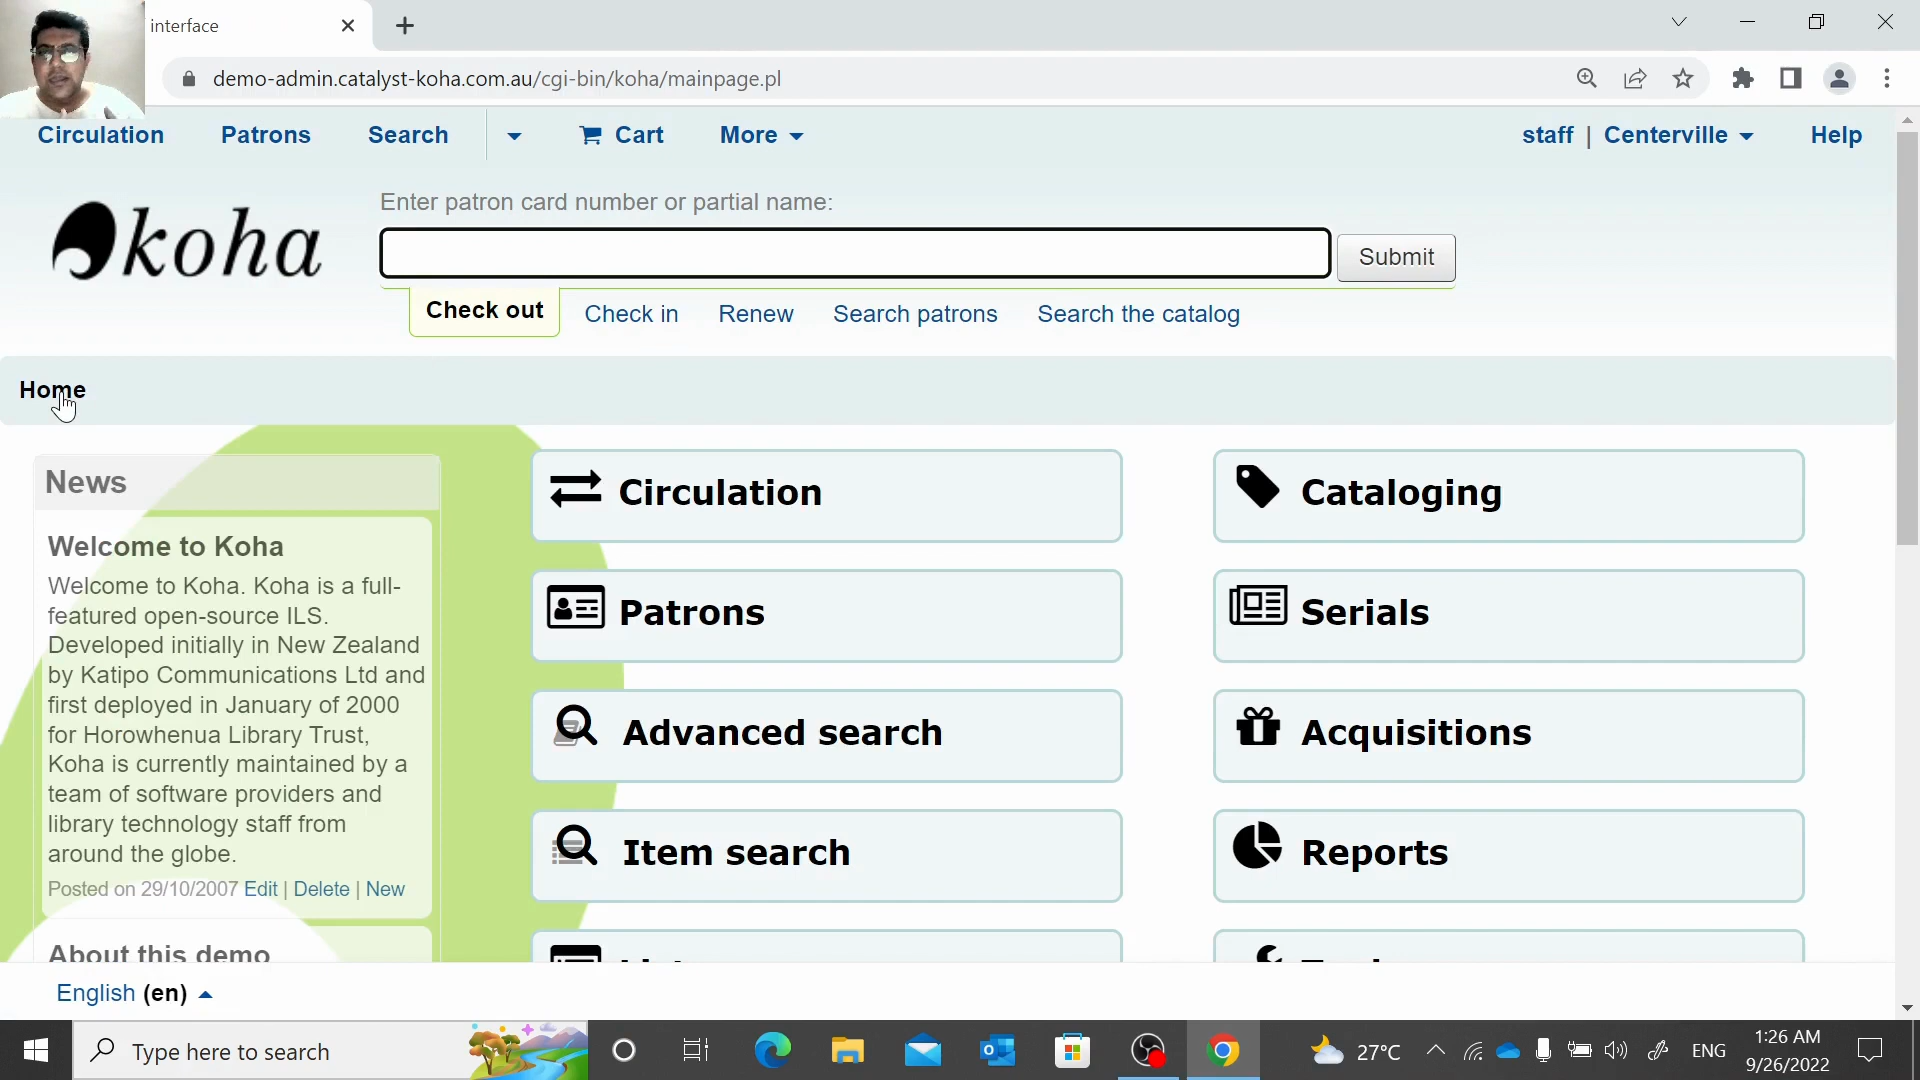 interface
demo-admin.catalyst-koha.com.au/cgi-bin/koha/mainpage.pl
Circulation Patrons Search Cart More staff | Centerville Help
koha
Enter patron card number or partial name:
Submit
Check out Check in Renew Search patrons Search the catalog
Home
News
Welcome to Koha
Welcome to Koha. Koha is a full-
featured open-source ILS.
Developed initially in New Zealand
by Katipo Communications Ltd and
first deployed in January of 2000
for Horowhenua Library Trust,
Koha is currently maintained by a
team of software providers and
library technology staff from
around the globe.
Posted on 29/10/2007 Edit | Delete | New
About this demo
Circulation
Cataloging
Patrons
Serials
Advanced search
Acquisitions
Item search
Reports
English (en)
Type here to search
27°C
ENG
1:26 AM
9/26/2022